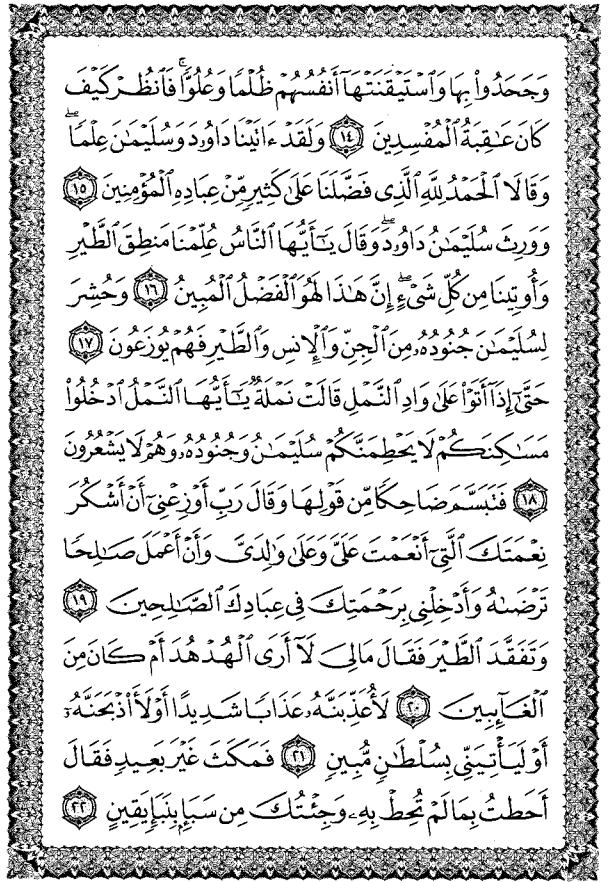 وَجَحَدُوا۟ بِهَا وَٱسْتَيْقَنَتْهَآ أَنفُسُهُمْ ظُلْمًا وَعُلُوًّا ۚ فَٱنظُرْ كَيْفَ
كَانَ عَـٰقِبَةُ ٱلْمُفْسِدِينَ ١٤ وَلَقَدْ ءَاتَيْنَا دَاوُۥدَ وَسُلَيْمَـٰنَ عِلْمًا ۖ
وَقَالَا ٱلْحَمْدُ لِلَّهِ ٱلَّذِى فَضَّلَنَا عَلَىٰ كَثِيرٍ مِّنْ عِبَادِهِ ٱلْمُؤْمِنِينَ ١٥
وَوَرِثَ سُلَيْمَـٰنُ دَاوُۥدَ ۖ وَقَالَ يَـٰٓأَيُّهَا ٱلنَّاسُ عُلِّمْنَا مَنطِقَ ٱلطَّيْرِ
وَأُوتِينَا مِن كُلِّ شَىْءٍ ۖ إِنَّ هَـٰذَا لَهُوَ ٱلْفَضْلُ ٱلْمُبِينُ ١٦ وَحُشِرَ
لِسُلَيْمَـٰنَ جُنُودُهُۥ مِنَ ٱلْجِنِّ وَٱلْإِنسِ وَٱلطَّيْرِ فَهُمْ يُوزَعُونَ ١٧
حَتَّىٰٓ إِذَآ أَتَوْا۟ عَلَىٰ وَادِ ٱلنَّمْلِ قَالَتْ نَمْلَةٌ يَـٰٓأَيُّهَا ٱلنَّمْلُ ٱدْخُلُوا۟
مَسَـٰكِنَكُمْ لَا يَحْطِمَنَّكُمْ سُلَيْمَـٰنُ وَجُنُودُهُۥ وَهُمْ لَا يَشْعُرُونَ
١٨ فَتَبَسَّمَ ضَاحِكًا مِّن قَوْلِهَا وَقَالَ رَبِّ أَوْزِعْنِىٓ أَنْ أَشْكُرَ
نِعْمَتَكَ ٱلَّتِىٓ أَنْعَمْتَ عَلَىَّ وَعَلَىٰ وَٰلِدَىَّ وَأَنْ أَعْمَلَ صَـٰلِحًا
تَرْضَىٰهُ وَأَدْخِلْنِى بِرَحْمَتِكَ فِى عِبَادِكَ ٱلصَّـٰلِحِينَ ١٩
وَتَفَقَّدَ ٱلطَّيْرَ فَقَالَ مَالِىَ لَآ أَرَى ٱلْهُدْهُدَ أَمْ كَانَ مِنَ
ٱلْغَآئِبِينَ ٢٠ لَأُعَذِّبَنَّهُۥ عَذَابًا شَدِيدًا أَوْ لَأَا۟ذْبَحَنَّهُۥٓ
أَوْ لَيَأْتِيَنِّى بِسُلْطَـٰنٍ مُّبِينٍ ٢١ فَمَكَثَ غَيْرَ بَعِيدٍ فَقَالَ
أَحَطتُ بِمَا لَمْ تُحِطْ بِهِۦ وَجِئْتُكَ مِن سَبَإٍۭ بِنَبَإٍ يَقِينٍ ٢٢